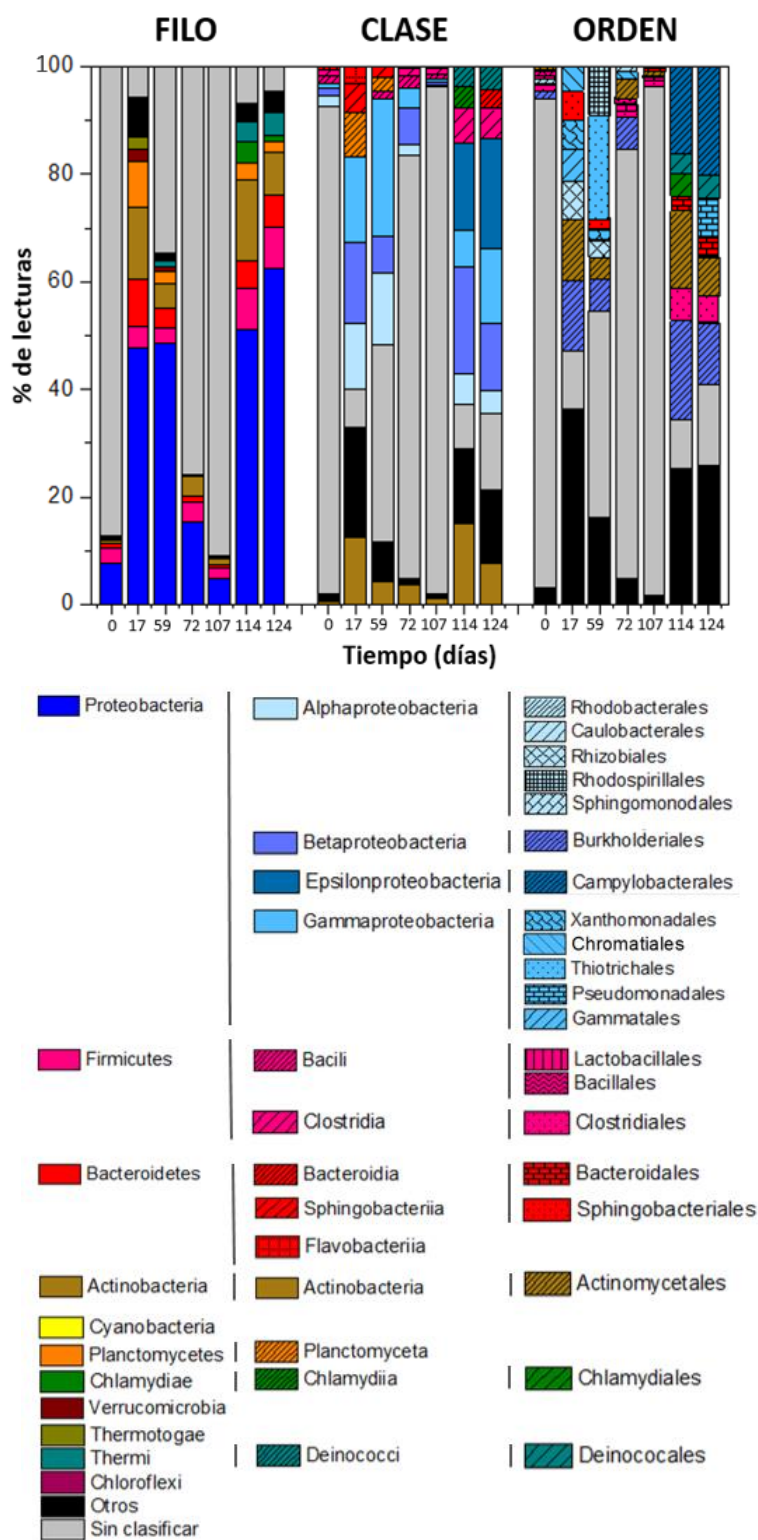 FILO CLASE ORDEN
100
80
60
40
20
0
% de lecturas
0 17 59 72 107 114 124 0 17 59 72 107 114 124 0 17 59 72 107 114 124
Tiempo (días)
Proteobacteria Alphaproteobacteria Rhodobacterales
Caulobacterales
Rhizobiales
Rhodospirillales
Sphingomonodales
Betaproteobacteria Burkholderiales
Epsilonproteobacteria Campylobacterales
Gammaproteobacteria Xanthomonadales
Chromatiales
Thiotrichales
Pseudomonadales
Gammatales
Firmicutes Bacili Lactobacillales
Bacillales
Clostridia Clostridiales
Bacteroidetes Bacteroidia Bacteroidales
Sphingobacteriia Sphingobacteriales
Flavobacteriia
Actinobacteria Actinobacteria Actinomycetales
Cyanobacteria
Planctomycetes Planctomyceta
Chlamydiae Chlamydiia Chlamydiales
Verrucomicrobia
Thermotogae
Thermi Deinococci Deinococales
Chloroflexi
Otros
Sin clasificar